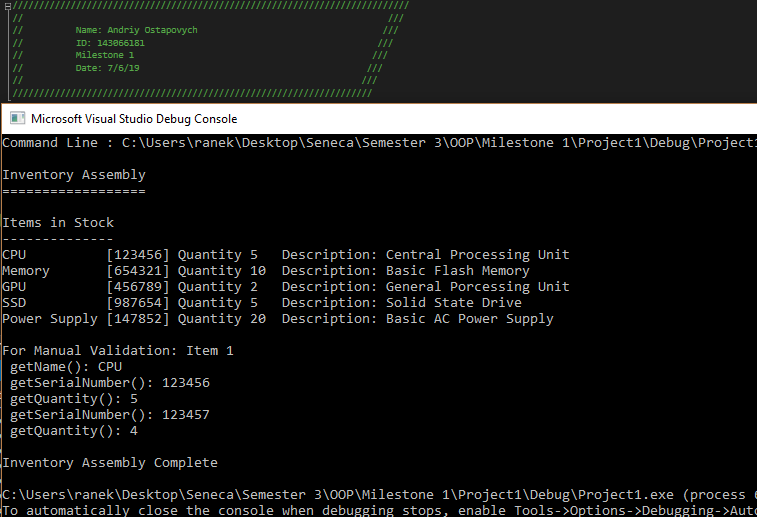 ////////////////////////////////////////////////////////////////////////////
// ///
// Name: Andriy Ostapovych ///
// ID: 143066181 ///
// Milestone 1 ///
// Date: 7/6/19 ///
// ///
/////////////////////////////////////////////////////////////////////
Microsoft Visual Studio Debug Console
Command Line : C:\Users\ranek\Desktop\Seneca\Semester 3\OOP\Milestone 1\Project1\Debug\Project1
Inventory Assembly
==================
Items in Stock
--------------
CPU [123456] Quantity 5 Description: Central Processing Unit
Memory [654321] Quantity 10 Description: Basic Flash Memory
GPU [456789] Quantity 2 Description: General Porcessing Unit
SSD [987654] Quantity 5 Description: Solid State Drive
Power Supply [147852] Quantity 20 Description: Basic AC Power Supply
For Manual Validation: Item 1
getName(): CPU
getSerialNumber(): 123456
getQuantity(): 5
getSerialNumber(): 123457
getQuantity(): 4
Inventory Assembly Complete
C:\Users\ranek\Desktop\Seneca\Semester 3\OOP\Milestone 1\Project1\Debug\Project1.exe (process
To automatically close the console when debugging stops, enable Tools->Options->Debugging->Aut